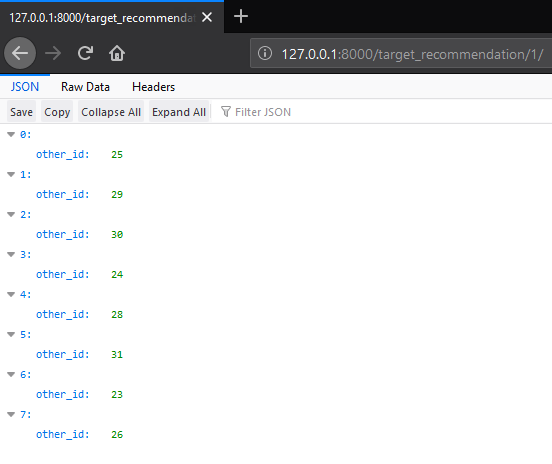 127.0.0.1:8000/target_recommendat
127.0.0.1:8000/target_recommendation/1/
JSON Raw Data Headers
Save Copy Collapse All Expand All Filter JSON
0:
other_id: 25
1:
other_id: 29
2:
other_id: 30
3:
other_id: 24
4:
other_id: 28
5:
other_id: 31
6:
other_id: 23
7:
other_id: 26